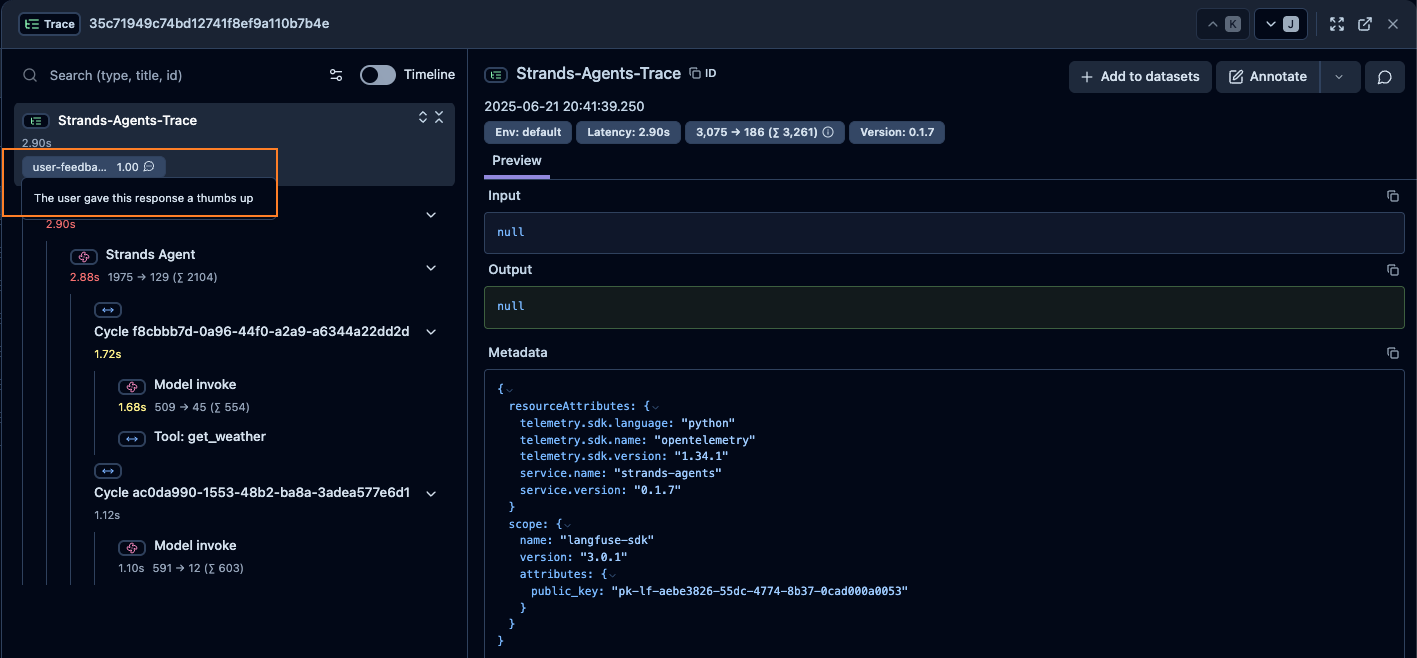 Trace 35c71949c74bd12741f8ef9a110b7b4e
K
J
Search (type, title, id)
Timeline
Strands-Agents-Trace
2.90s
user-feedba... 1.00
The user gave this response a thumbs up
2.90s
Strands Agent
2.88s 1975 → 129 (∑ 2104)
Cycle f8cbbb7d-0a96-44f0-a2a9-a6344a22dd2d
1.72s
Model invoke
1.68s 509 → 45 (∑ 554)
Tool: get_weather
Cycle ac0da990-1553-48b2-ba8a-3adea577e6d1
1.12s
Model invoke
1.10s 591 → 12 (∑ 603)
Strands-Agents-Trace ID
Add to datasets
Annotate
2025-06-21 20:41:39.250
Env: default
Latency: 2.90s
3,075 → 186 (∑ 3,261)
Version: 0.1.7
Preview
Input
null
Output
null
Metadata
{
resourceAttributes: {
telemetry.sdk.language: "python"
telemetry.sdk.name: "opentelemetry"
telemetry.sdk.version: "1.34.1"
service.name: "strands-agents"
service.version: "0.1.7"
}
scope: {
name: "langfuse-sdk"
version: "3.0.1"
attributes: {
public_key: "pk-lf-aebe3826-55dc-4774-8b37-0cad000a0053"
}
}
}